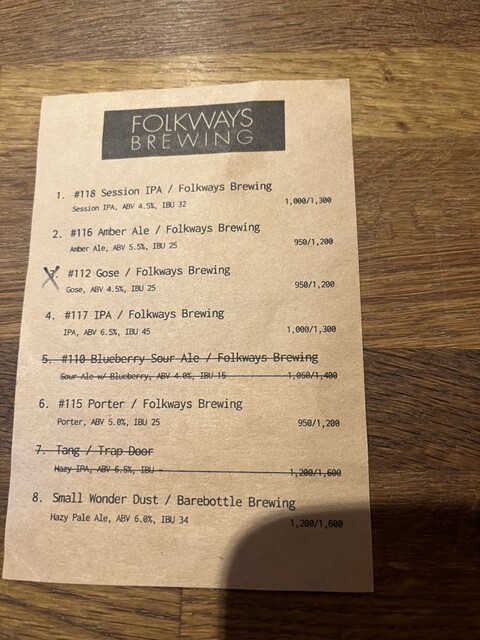 FOLKWAYS
BREWING
1. #118 Session IPA / Folkways Brewing
Session IPA, ABV 4.5%, IBU 32 1,000/1,300
2. #116 Amber Ale / Folkways Brewing
Amber Ale, ABV 5.5%, IBU 25 950/1,200
3. #112 Gose / Folkways Brewing
Gose, ABV 4.5%, IBU 25 950/1,200
4. #117 IPA / Folkways Brewing
IPA, ABV 6.5%, IBU 45 1,000/1,300
5. #110 Blueberry Sour Ale / Folkways Brewing
Sour Ale w/ Blueberry, ABV 4.0%, IBU 15 1,050/1,400
6. #115 Porter / Folkways Brewing
Porter, ABV 5.0%, IBU 25 950/1,200
7. Tang / Trap Door
Hazy IPA, ABV 6.5%, IBU - 1,200/1,600
8. Small Wonder Dust / Barebottle Brewing
Hazy Pale Ale, ABV 6.0%, IBU 34 1,200/1,600